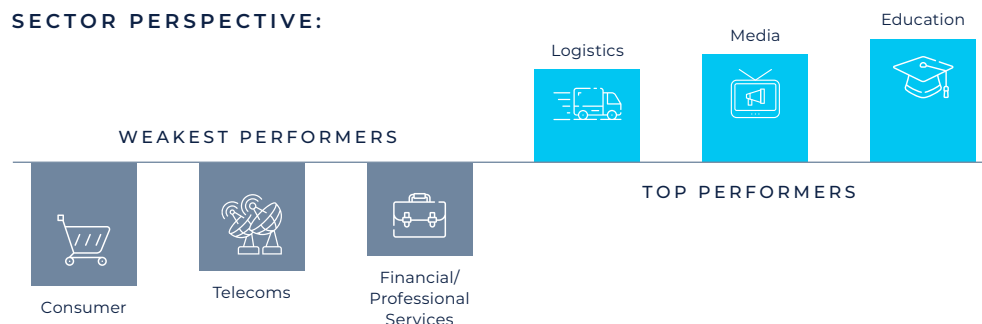 SECTOR PERSPECTIVE:
Education
Media
Logistics
WEAKEST PERFORMERS
TOP PERFORMERS
Consumer
Telecoms
Financial/
Professional
Services